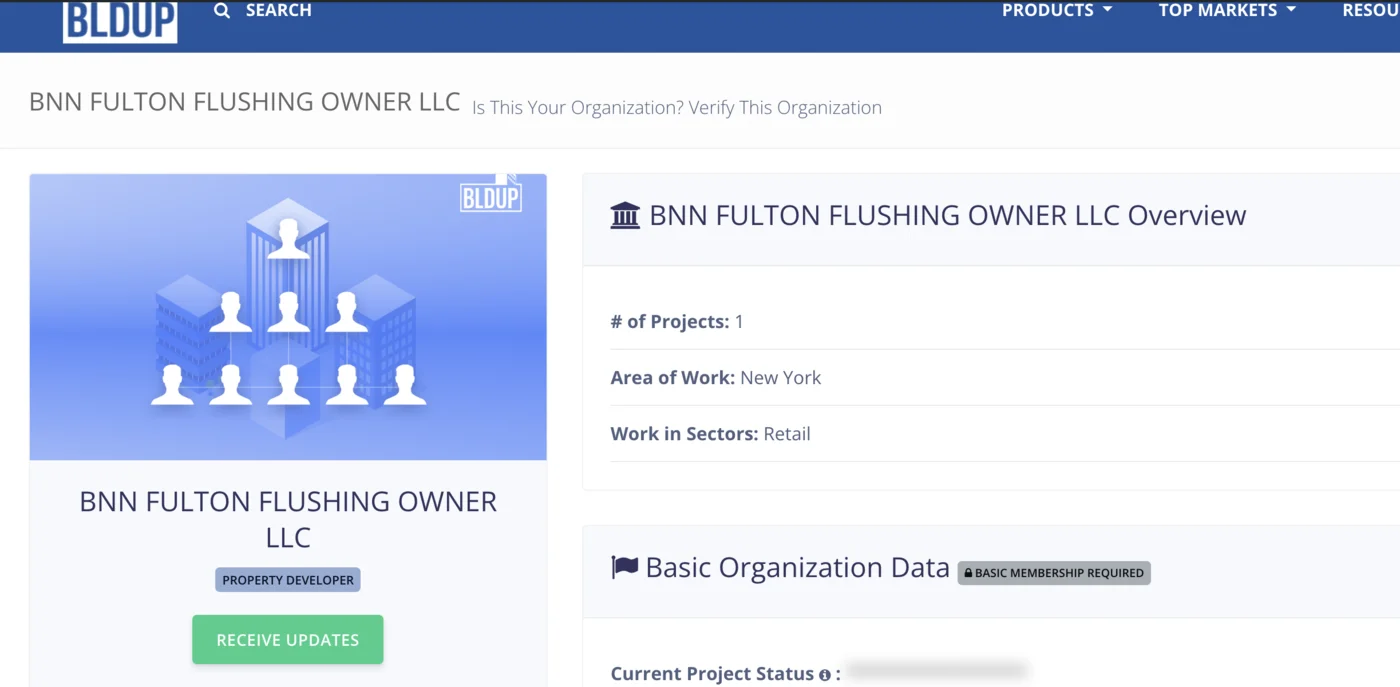 BLDUP
SEARCH
PRODUCTS
TOP MARKETS
RESOU
BNN FULTON FLUSHING OWNER LLC Is This Your Organization? Verify This Organization
BLDUP
BNN FULTON FLUSHING OWNER
LLC
PROPERTY DEVELOPER
RECEIVE UPDATES
BNN FULTON FLUSHING OWNER LLC Overview
# of Projects: 1
Area of Work: New York
Work in Sectors: Retail
Basic Organization Data BASIC MEMBERSHIP REQUIRED
Current Project Status :